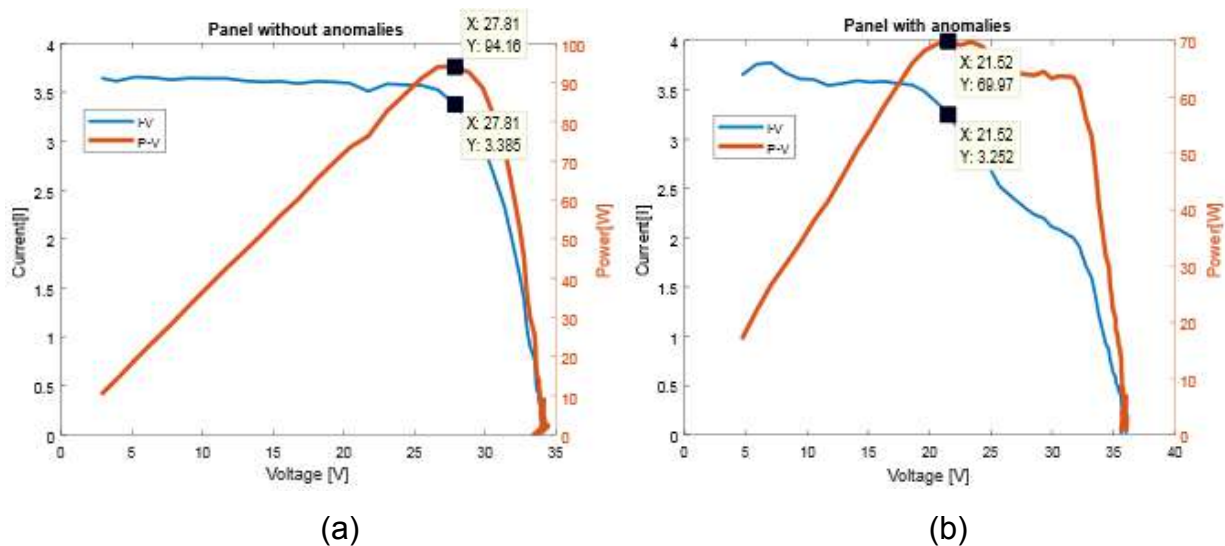 Panel without anomalies
X: 27.81
Y: 94.16
X: 27.81
Y: 3.385
I-V
P-V
Current[I]
4
3.5
3
2.5
2
1.5
1
0.5
0
100
90
80
70
60
50
40
30
20
10
0
Power[W]
0 5 10 15 20 25 30 35
Voltage [V]
(a)
Panel with anomalies
X: 21.52
Y: 69.97
X: 21.52
Y: 3.252
I-V
P-V
Current[I]
4
3.5
3
2.5
2
1.5
1
0.5
0
70
60
50
40
30
20
10
0
Power[W]
0 5 10 15 20 25 30 35 40
Voltage [V]
(b)